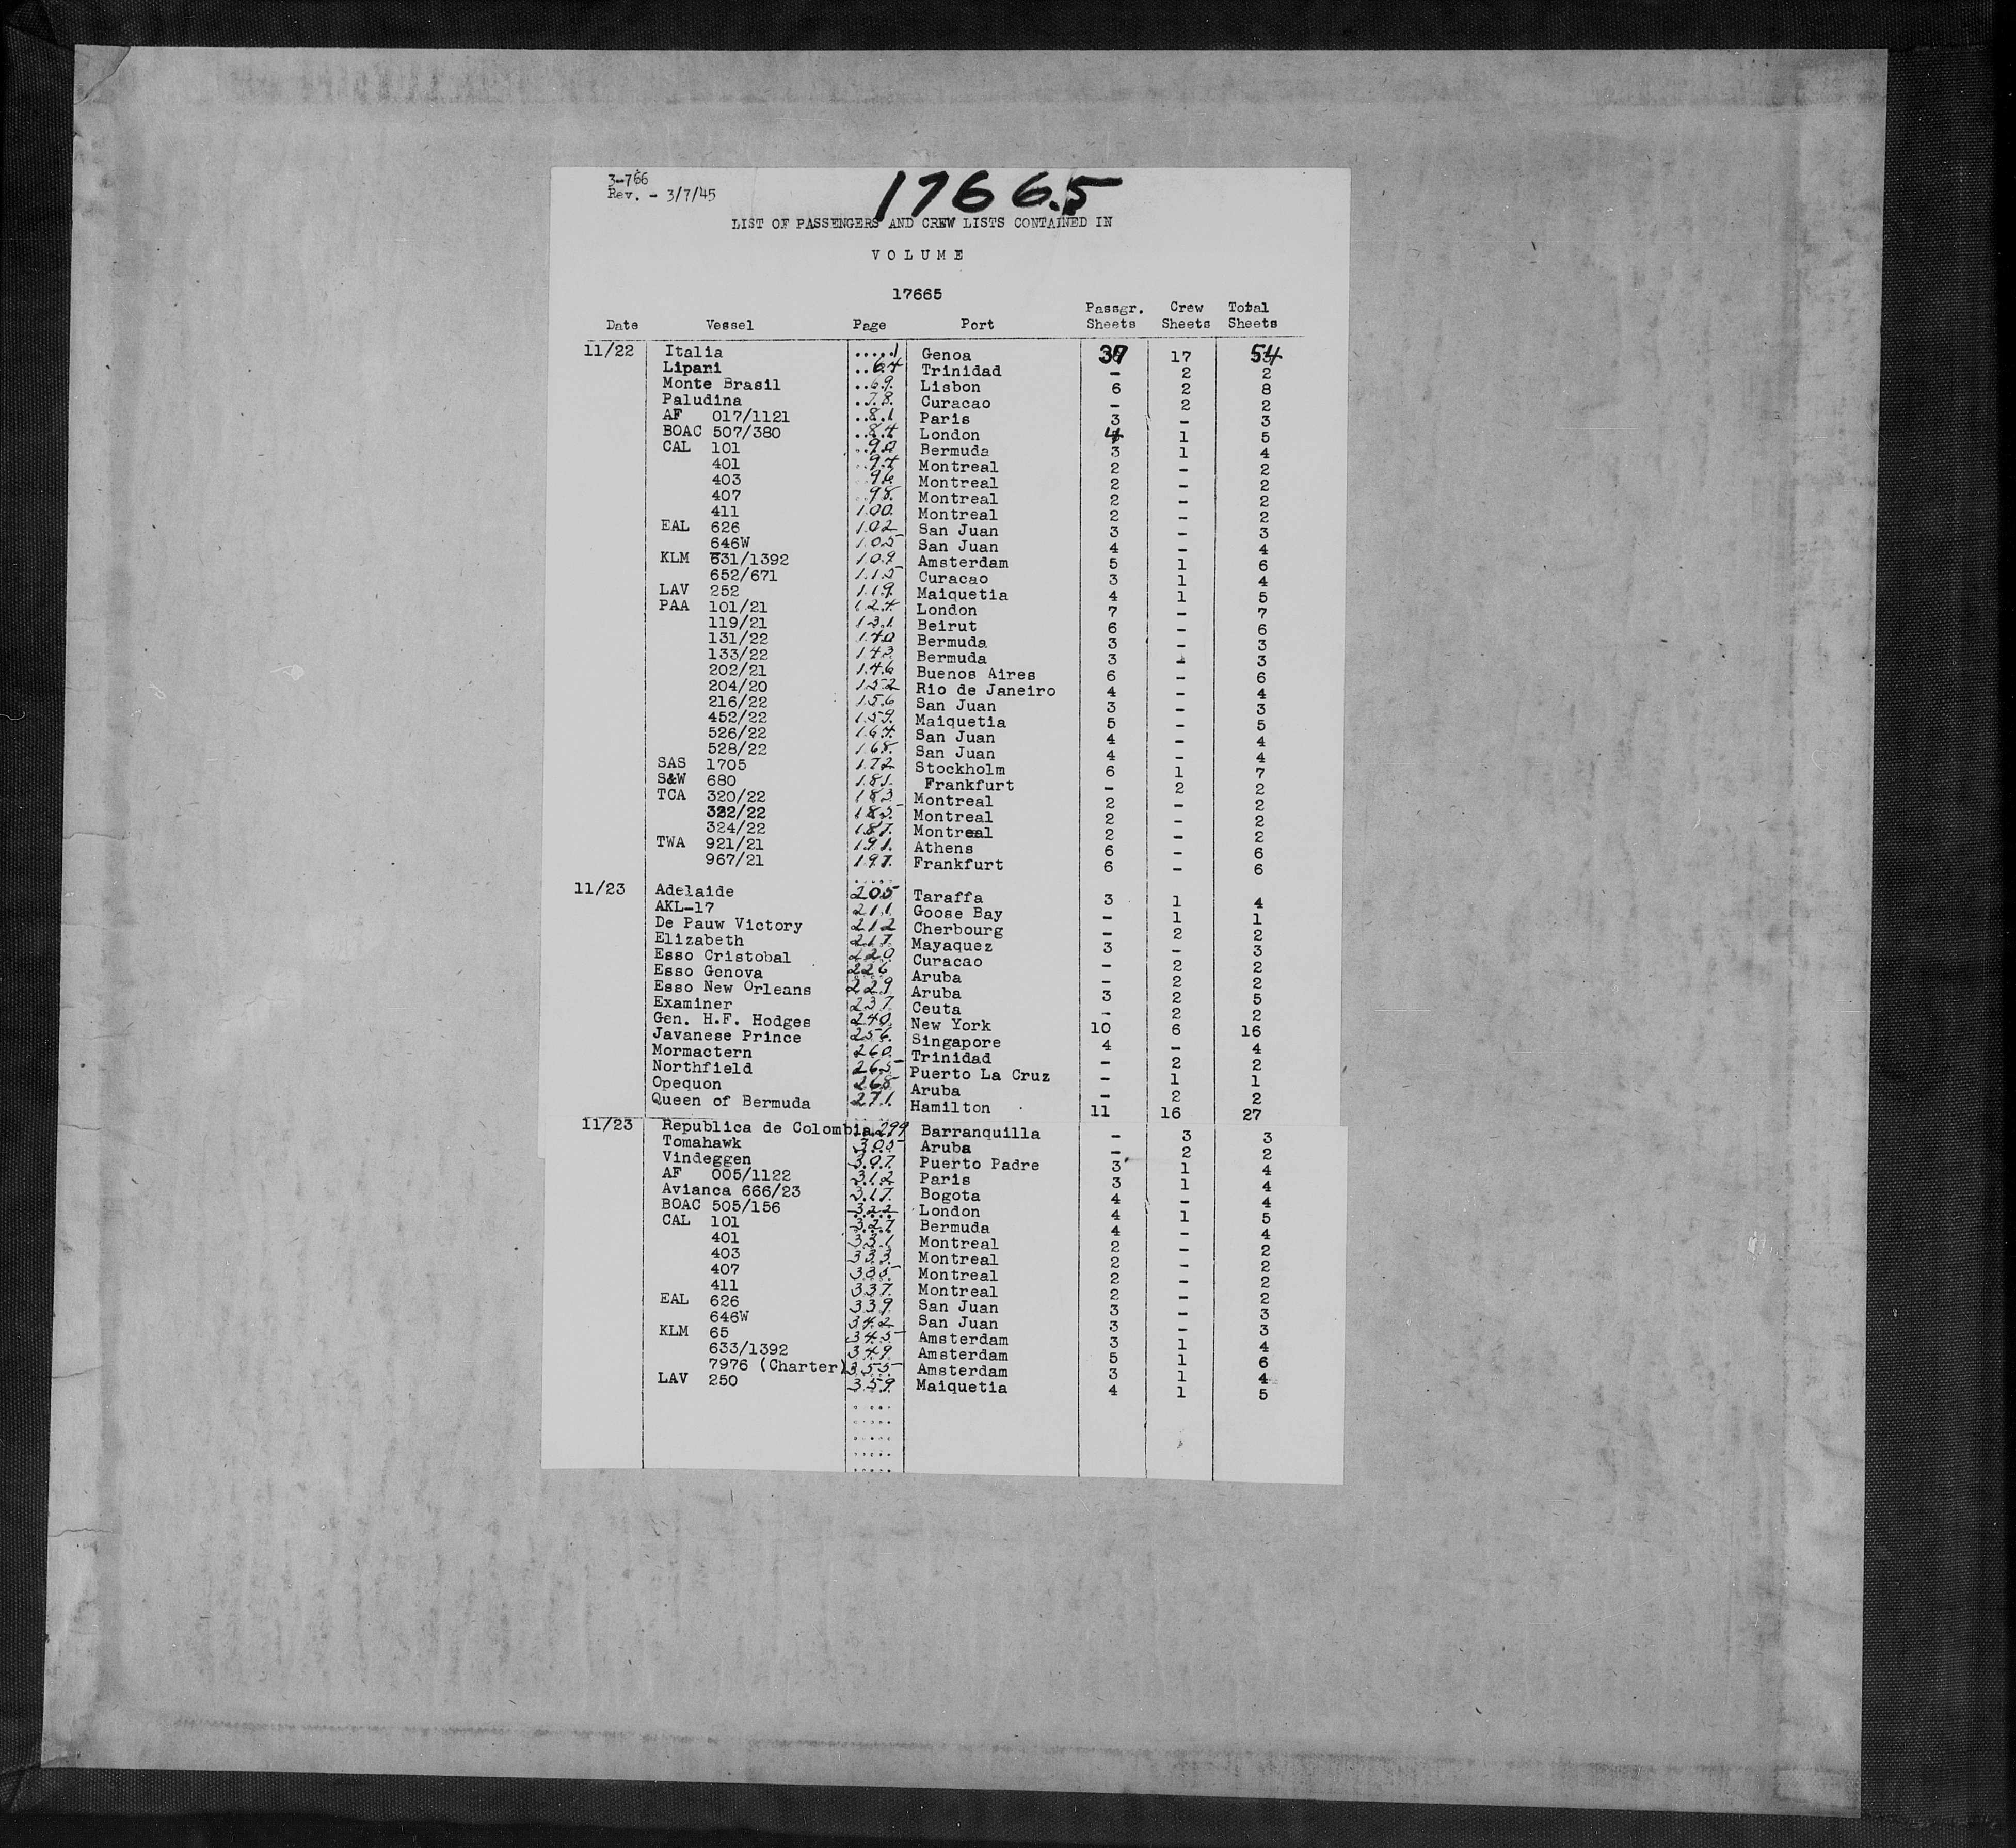 3-766
Rev. - 3/7/45
17665
LIST OF PASSENGERS AND CREW LISTS CONTAINED IN
VOLUME
17665
Date Vessel Page Port Passgr. Sheets Crew Sheets Total Sheets
11/22 Italia 1 Genoa 37 17 54
Lipari 64 Trinidad - 2 2
Monte Brasil 69 Lisbon 6 2 8
Paludina 78 Curacao - 2 2
AF 017/1121 81 Paris 3 - 3
BOAC 507/380 84 London 4 1 5
CAL 101 90 Bermuda 3 1 4
401 94 Montreal 2 - 2
403 96 Montreal 2 - 2
407 98 Montreal 2 - 2
411 100 Montreal 2 - 2
EAL 626 102 San Juan 3 - 3
646W 105 San Juan 4 - 4
KLM 631/1392 109 Amsterdam 5 1 6
652/671 115 Curacao 3 1 4
LAV 252 119 Maiquetia 4 1 5
PAA 101/21 124 London 7 - 7
119/21 131 Beirut 6 - 6
131/22 140 Bermuda 3 - 3
133/22 143 Bermuda 3 - 3
202/21 146 Buenos Aires 6 - 6
204/20 152 Rio de Janeiro 4 - 4
216/22 156 San Juan 3 - 3
452/22 159 Maiquetia 5 - 5
526/22 164 San Juan 4 - 4
528/22 168 San Juan 4 - 4
SAS 1705 172 Stockholm 6 1 7
S&W 680 181 Frankfurt - 2 2
TCA 320/22 183 Montreal 2 - 2
322/22 185 Montreal 2 - 2
324/22 187 Montreal 2 - 2
TWA 921/21 191 Athens 6 - 6
967/21 197 Frankfurt 6 - 6
11/23 Adelaide 205 Taraffa 3 1 4
AKL-17 211 Goose Bay - 1 1
De Pauw Victory 212 Cherbourg - 2 2
Elizabeth 217 Mayaquez 3 - 3
Esso Cristobal 220 Curacao - 2 2
Esso Genova 226 Aruba - 2 2
Esso New Orleans 229 Aruba 3 2 5
Examiner 237 Ceuta - 2 2
Gen. H.F. Hodges 240 New York 10 6 16
Javanese Prince 256 Singapore 4 - 4
Mormactern 260 Trinidad - 2 2
Northfield 265 Puerto La Cruz - 1 1
Opequon 268 Aruba - 2 2
Queen of Bermuda 271 Hamilton 11 16 27
11/23 Republica de Colombia 299 Barranquilla - 3 3
Tomahawk 305 Aruba - 2 2
Vindeggen 307 Puerto Padre 3 1 4
AF 005/1122 312 Paris 3 1 4
Avianca 666/23 317 Bogota 4 - 4
BOAC 505/156 322 London 4 1 5
CAL 101 327 Bermuda 4 - 4
401 331 Montreal 2 - 2
403 333 Montreal 2 - 2
407 335 Montreal 2 - 2
411 337 Montreal 2 - 2
EAL 626 339 San Juan 3 - 3
646W 342 San Juan 3 - 3
KLM 65 345 Amsterdam 3 1 4
633/1392 349 Amsterdam 5 1 6
7976 (Charter) 355 Amsterdam 3 1 4
LAV 250 359 Maiquetia 4 1 5